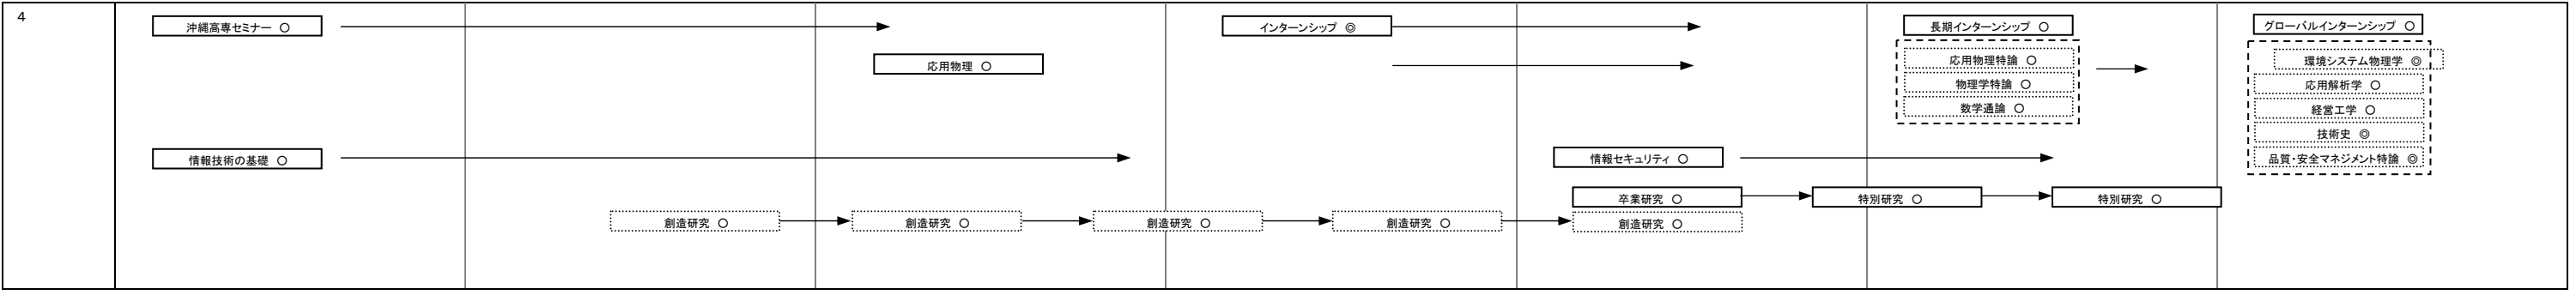 4
沖縄高専セミナー ○
インターンシップ ◎
長期インターンシップ ○
グローバルインターンシップ ○
応用物理 ○
応用物理特論 ○
物理学特論 ○
数学通論 ○
環境システム物理学 ◎
応用解析学 ○
経営工学 ○
技術史 ◎
品質・安全マネジメント特論 ◎
情報技術の基礎 ○
情報セキュリティ ○
卒業研究 ○
特別研究 ○
特別研究 ○
創造研究 ○
創造研究 ○
創造研究 ○
創造研究 ○
創造研究 ○